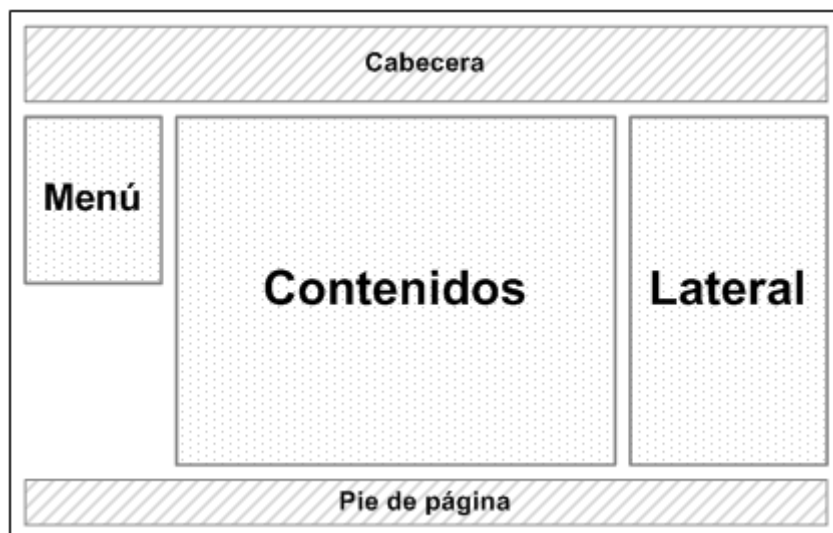 Cabecera
Menú
Contenidos
Lateral
Pie de página